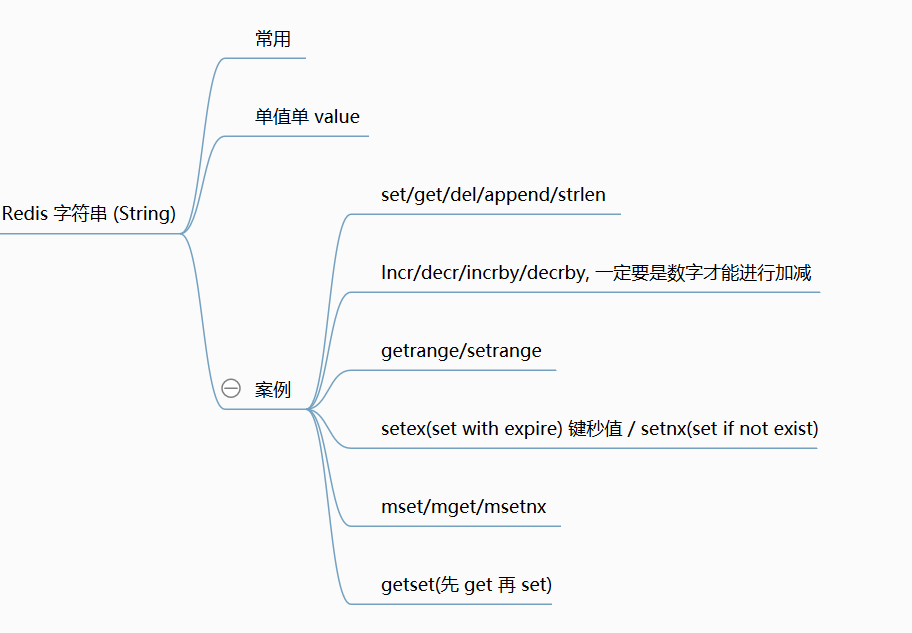 常用
单值单 value
Redis 字符串 (String)
set/get/del/append/strlen
Incr/decr/incrby/decrby, 一定要是数字才能进行加减
getrange/setrange
案例
setex(set with expire) 键秒值 / setnx(set if not exist)
mset/mget/msetnx
getset(先 get 再 set)